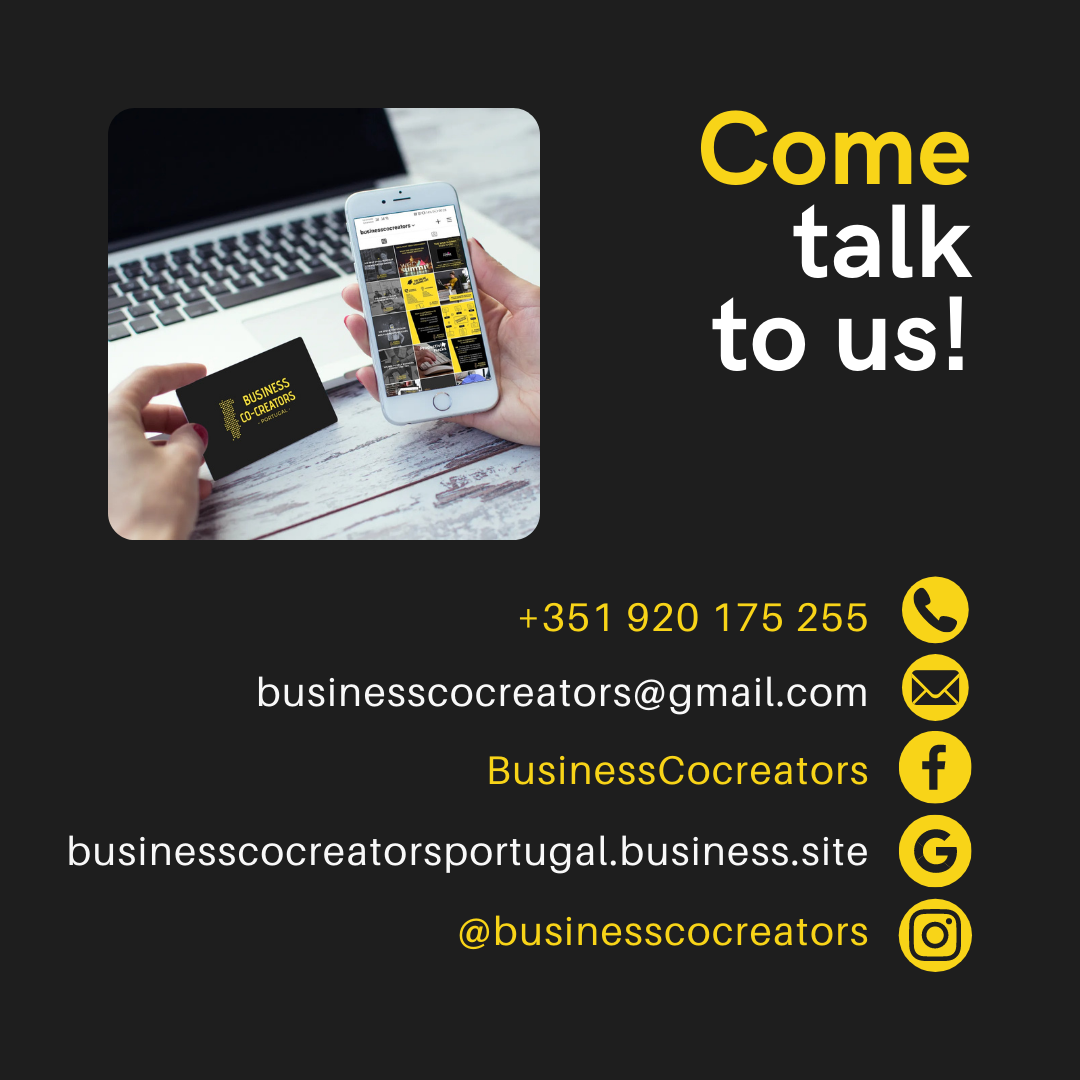 Come
talk
to us!
businesscocreators
BUSINESS
CO-CREATORS
- PORTUGAL -
+351 920 175 255
businesscocreators@gmail.com
BusinessCocreators
businesscocreatorsportugal.business.site
@businesscocreators